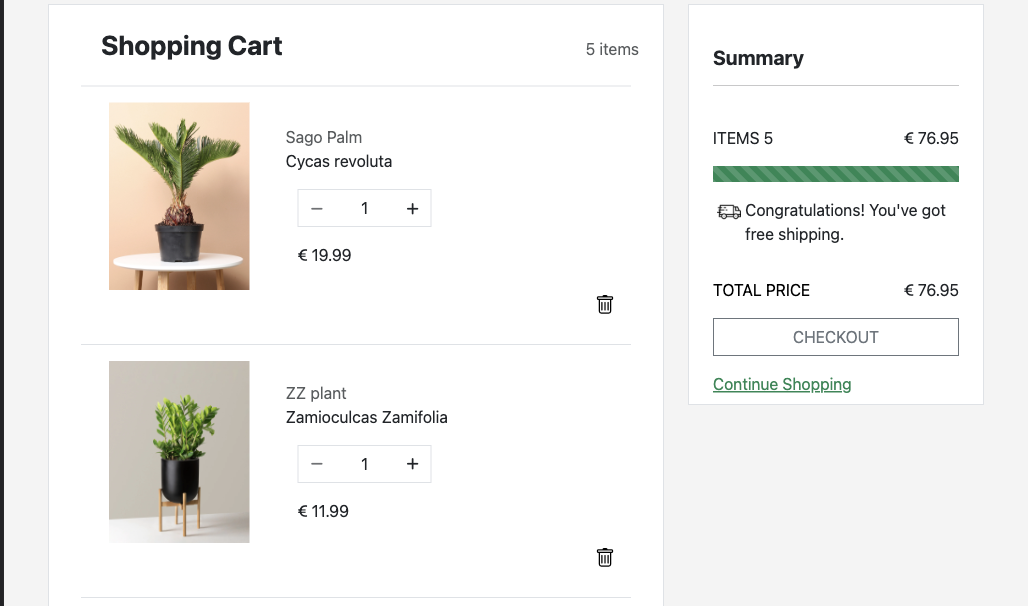 Shopping Cart
5 items
Sago Palm
Cycas revoluta
− 1 +
€ 19.99
ZZ plant
Zamioculcas Zamifolia
− 1 +
€ 11.99
Summary
ITEMS 5 € 76.95
Congratulations! You've got
free shipping.
TOTAL PRICE € 76.95
CHECKOUT
Continue Shopping